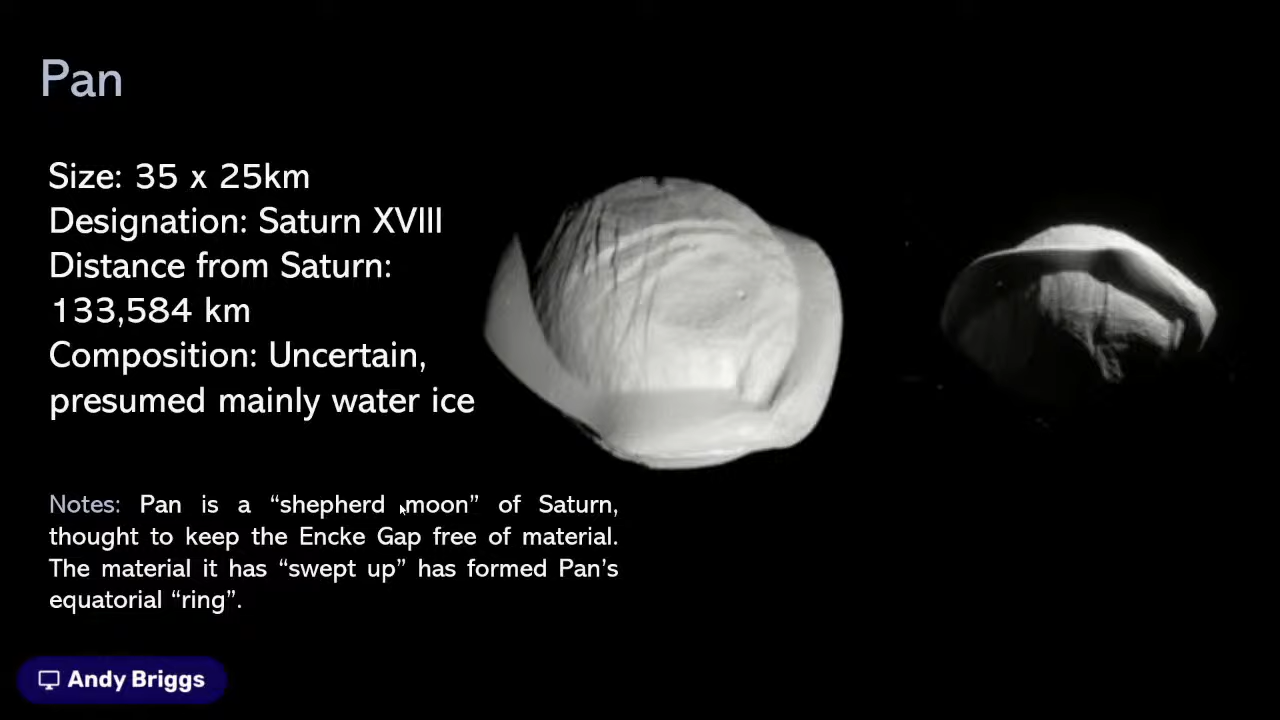 Pan
Size: 35 x 25km
Designation: Saturn XVIII
Distance from Saturn:
133,584 km
Composition: Uncertain,
presumed mainly water ice
Notes: Pan is a “shepherd moon” of Saturn,
thought to keep the Encke Gap free of material.
The material it has “swept up” has formed Pan’s
equatorial “ring”.
Andy Briggs